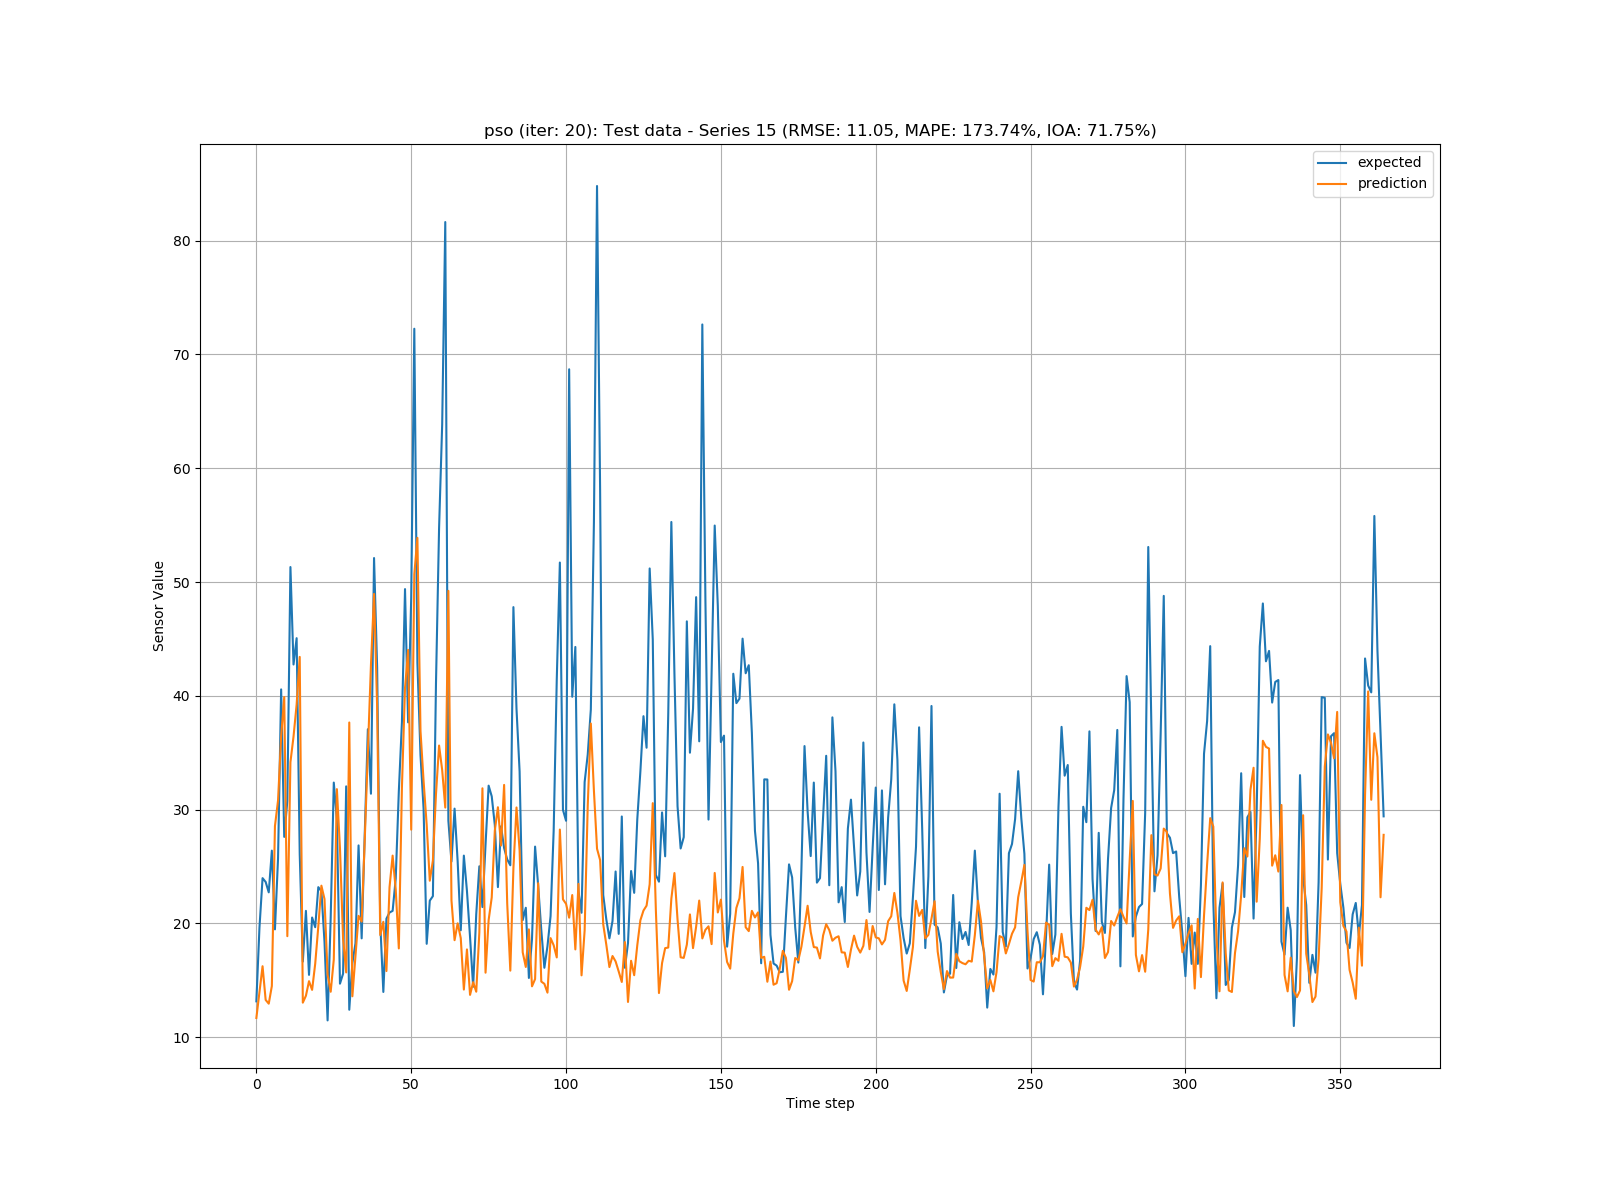 pso (iter: 20): Test data - Series 15 (RMSE: 11.05, MAPE: 173.74%, IOA: 71.75%)
expected
prediction
80
70
60
50
40
30
20
10
Sensor Value
0 50 100 150 200 250 300 350
Time step